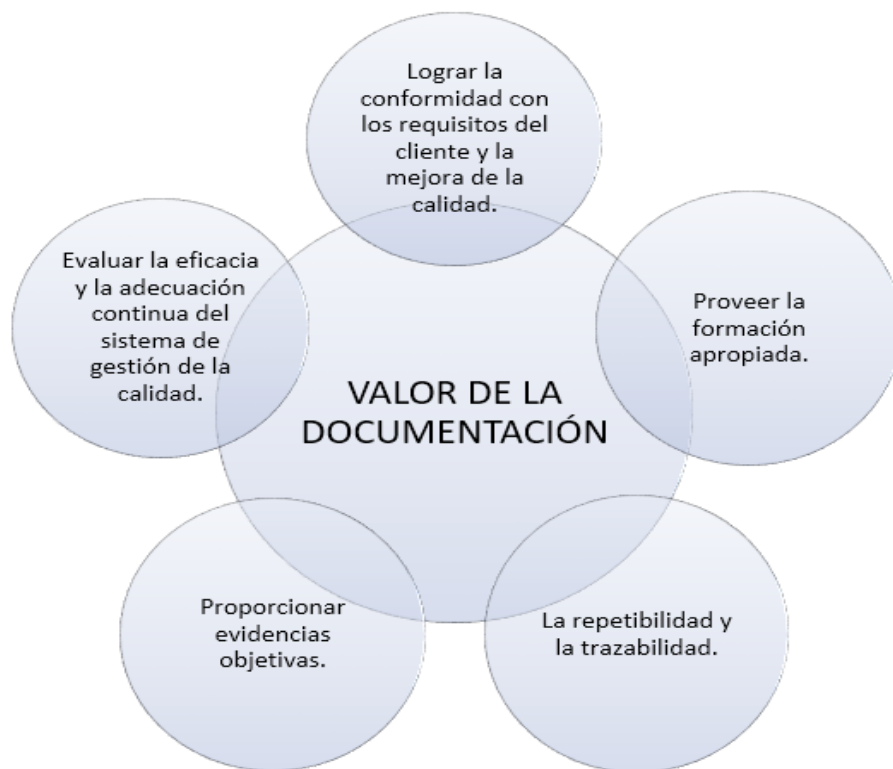 Lograr la
conformidad con
los requisitos del
cliente y la
mejora de la
calidad.
Proveer la
formación
apropiada.
La repetibilidad y
la trazabilidad.
Proporcionar
evidencias
objetivas.
Evaluar la eficacia
y la adecuación
continua del
sistema de
gestión de la
calidad.
VALOR DE LA
DOCUMENTACIÓN